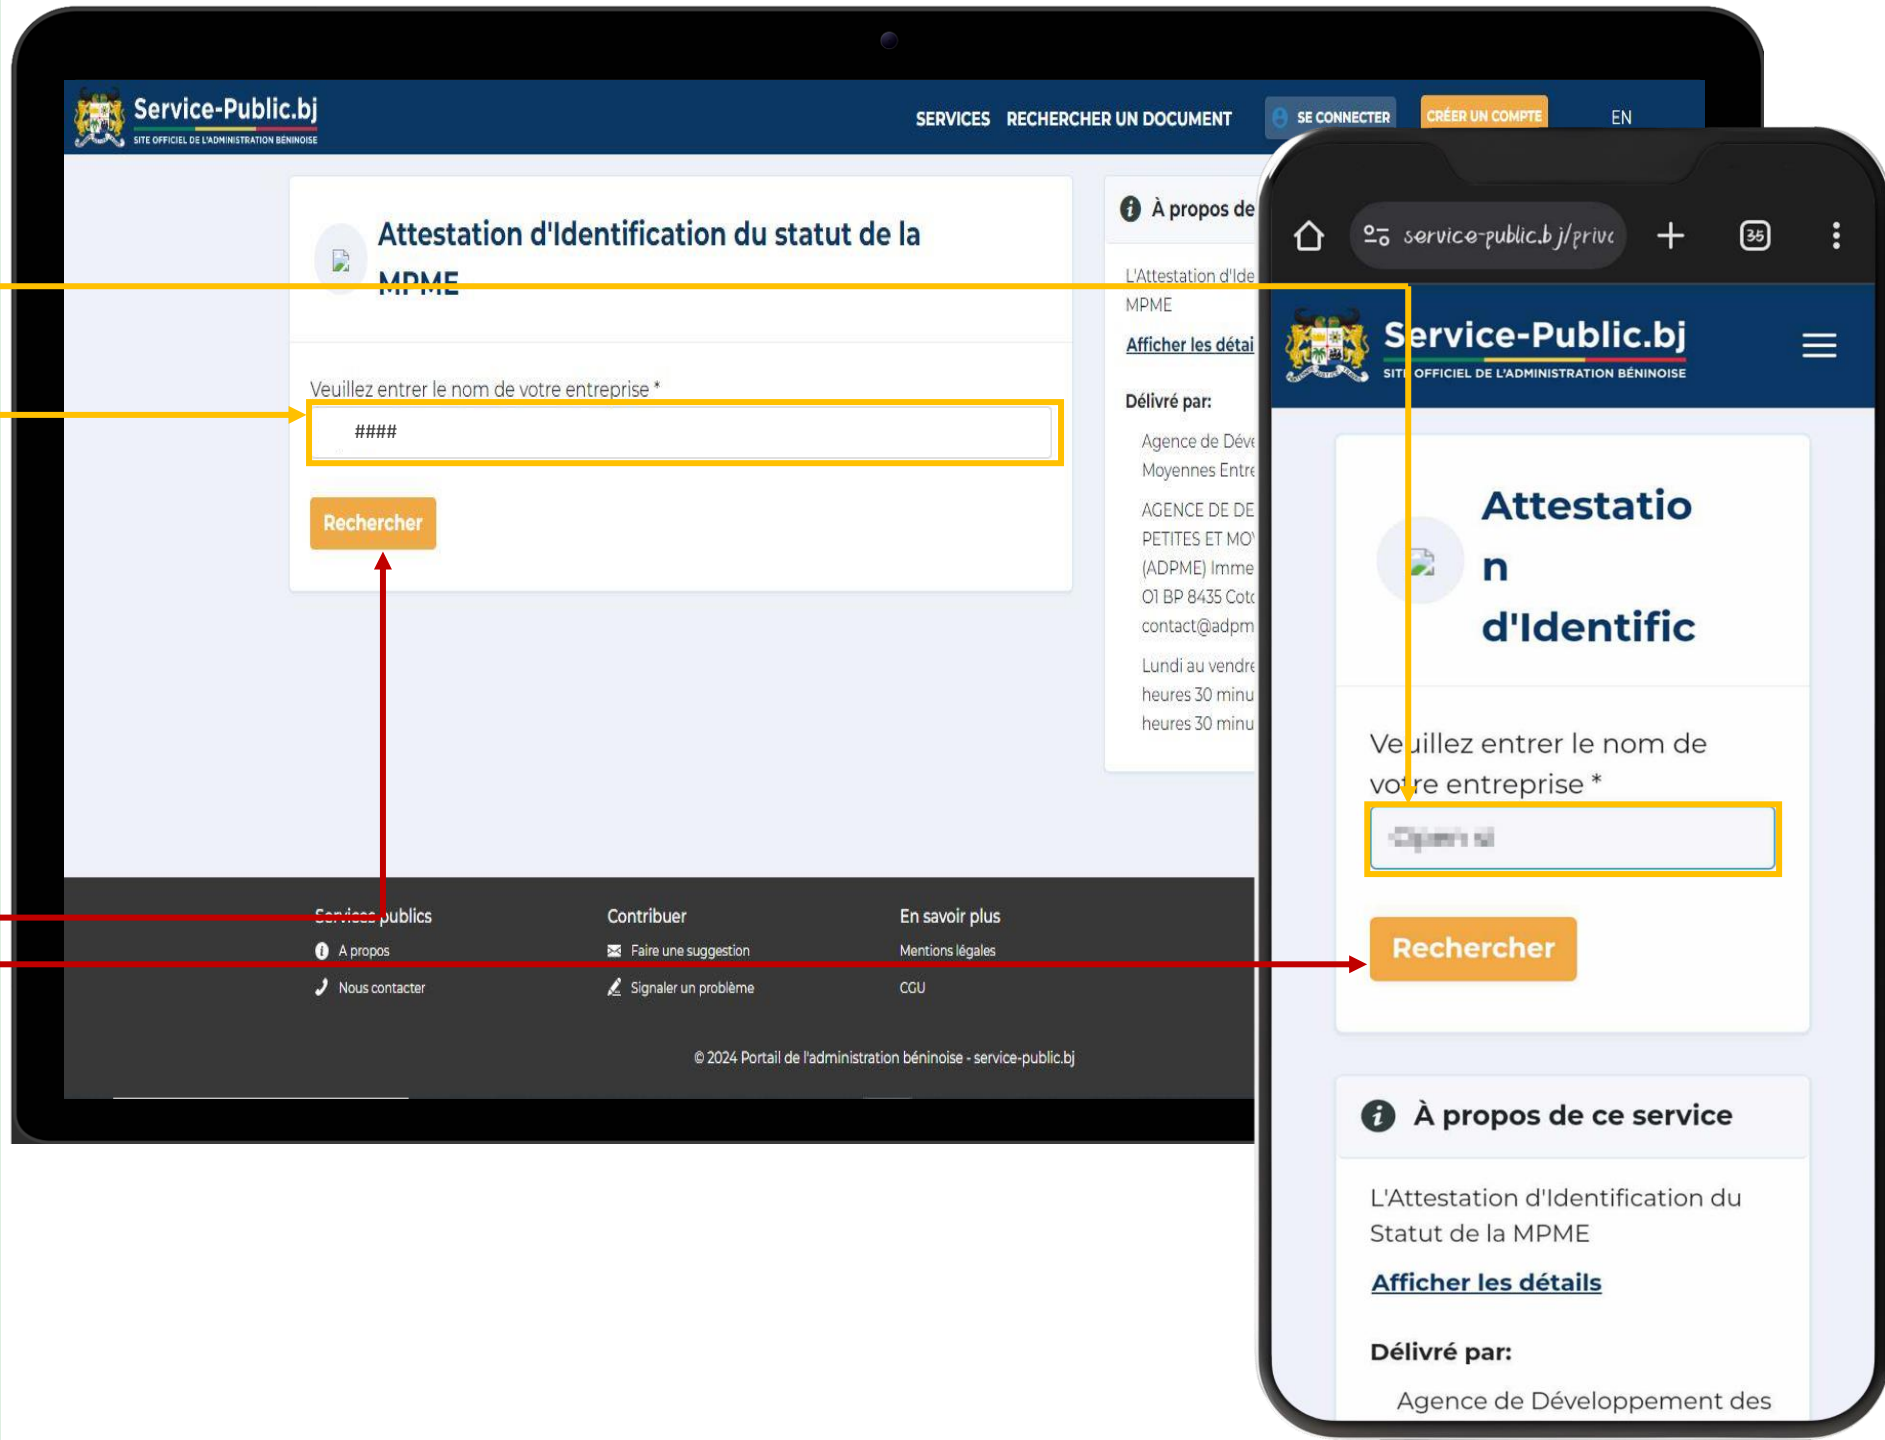 Service-Public.bj
SITE OFFICIEL DE L'ADMINISTRATION BÉNINOISE
SERVICES RECHERCHER UN DOCUMENT SE CONNECTER CRÉER UN COMPTE EN
Attestation d'Identification du statut de la
MPME
Veuillez entrer le nom de votre entreprise *
####
Rechercher
À propos de
L'Attestation d'Ide
MPME
Afficher les détai
Délivré par:
Agence de Déve
Moyennes Entre
AGENCE DE DE
PETITES ET MO
(ADPME) Imme
01 BP 8435 Coto
contact@adpm
Lundi au vendre
heures 30 minu
heures 30 minu
Services publics
A propos
Nous contacter
Contribuer
Faire une suggestion
Signaler un problème
En savoir plus
Mentions légales
CGU
© 2024 Portail de l'administration béninoise - service-public.bj
service-public.bj/priv
35
Service-Public.bj
SITE OFFICIEL DE L'ADMINISTRATION BÉNINOISE
Attestatio
n
d'Identific
Veuillez entrer le nom de
votre entreprise *
Rechercher
À propos de ce service
L'Attestation d'Identification du
Statut de la MPME
Afficher les détails
Délivré par:
Agence de Développement des